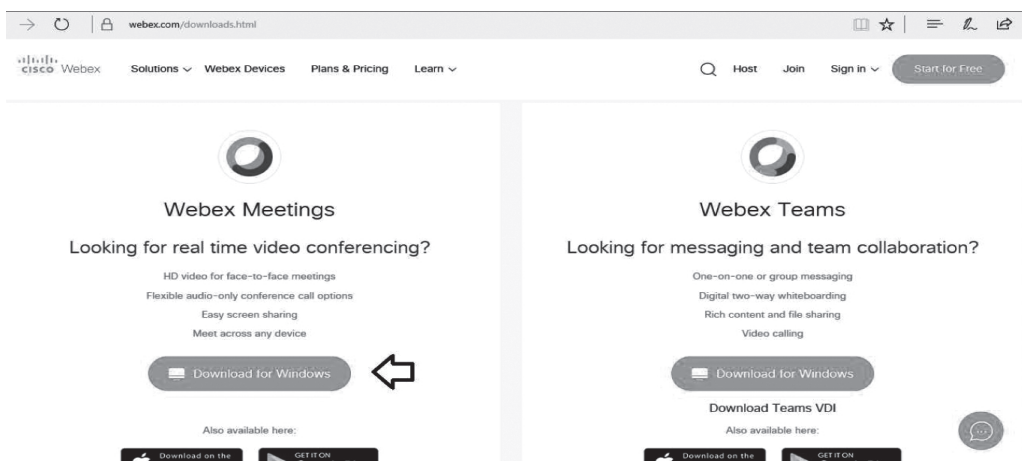 webex.com/downloads.html
cisco Webex Solutions Webex Devices Plans & Pricing Learn Host Join Sign in Start for Free
Webex Meetings
Looking for real time video conferencing?
HD video for face-to-face meetings
Flexible audio-only conference call options
Easy screen sharing
Meet across any device
Download for Windows
Also available here:
Download on the
GET IT ON
Webex Teams
Looking for messaging and team collaboration?
One-on-one or group messaging
Digital two-way whiteboarding
Rich content and file sharing
Video calling
Download for Windows
Download Teams VDI
Also available here:
Download on the
GET IT ON